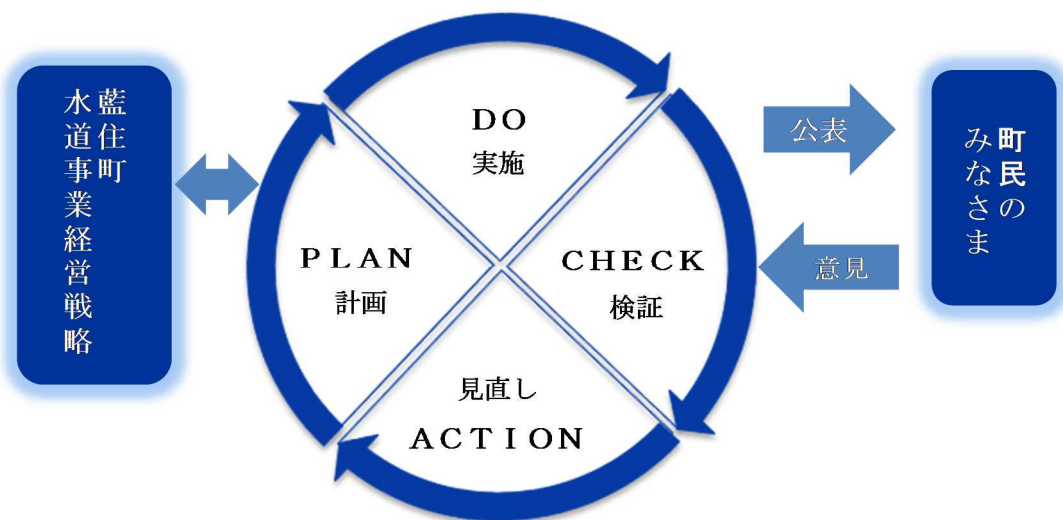 藍住町
水道事業経営戦略
DO
実施
PLAN
計画
CHECK
検証
見直し
ACTION
公表
意見
町民の
みなさま